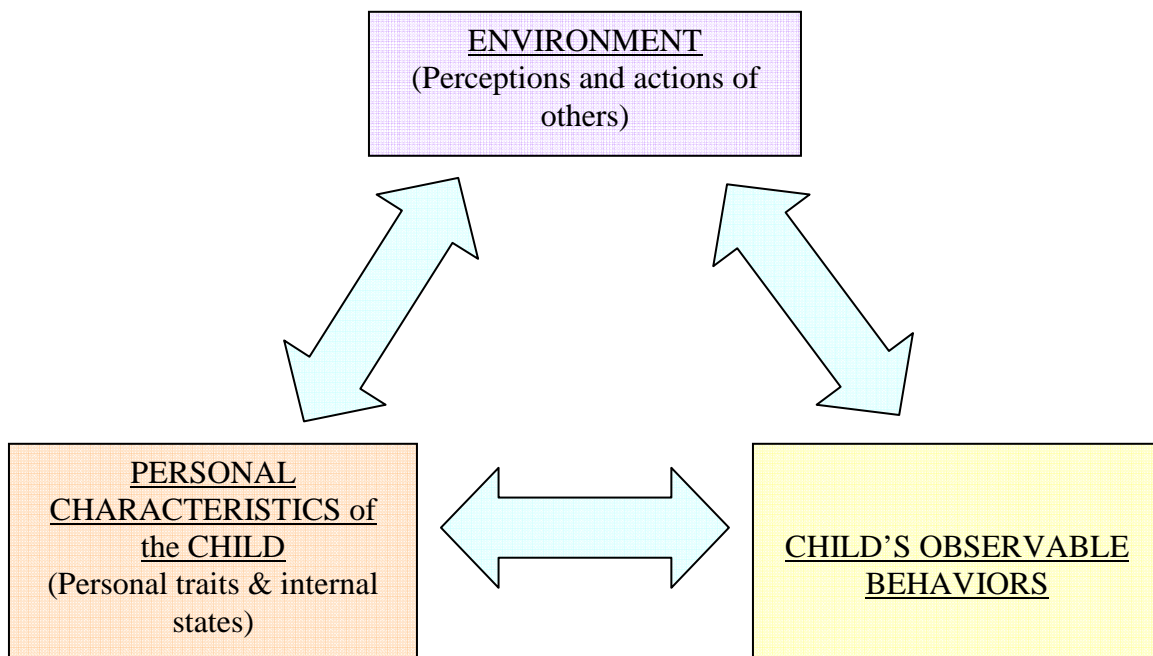 ENVIRONMENT
(Perceptions and actions of
others)
PERSONAL
CHARACTERISTICS of
the CHILD
(Personal traits & internal
states)
CHILD’S OBSERVABLE
BEHAVIORS